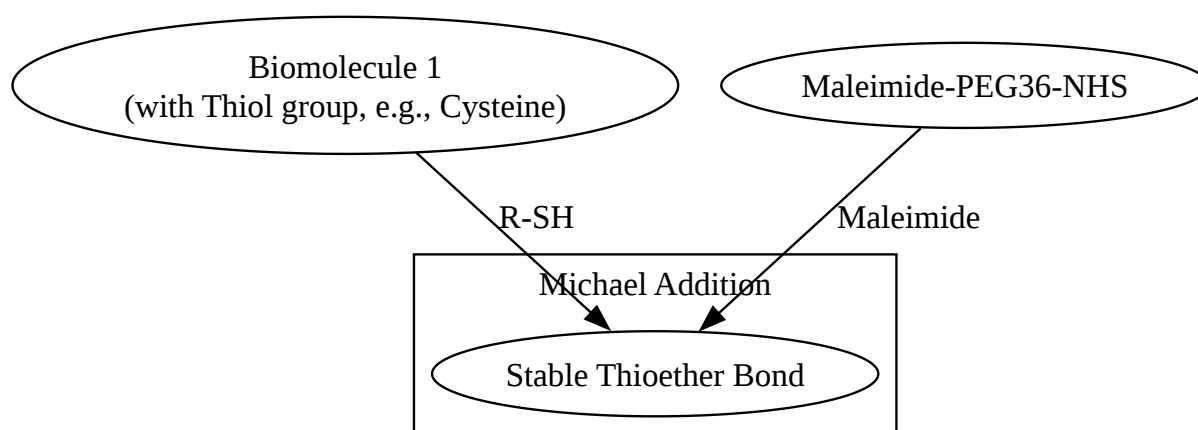 Biomolecule 1
(with Thiol group, e.g., Cysteine)
Maleimide-PEG36-NHS
R-SH
Maleimide
Michael Addition
Stable Thioether Bond